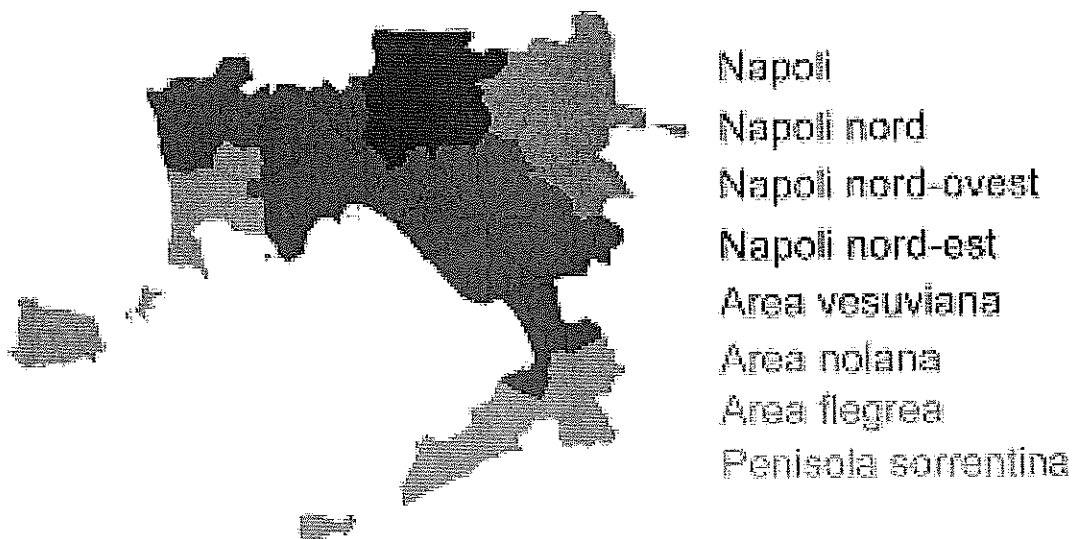 Napoli
Napoli nord
Napoli nord-ovest
Napoli nord-est
Area vesuviana
Area nolana
Area flegrea
Penisola sorrentina